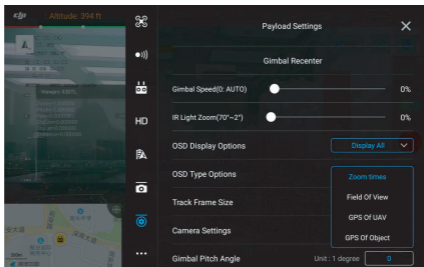 dji Altitude: 394 ft
Payload Settings
Gimbal Recenter
Gimbal Speed(0: AUTO) 0%
IR Light Zoom(70°~2°) 0%
HD
OSD Display Options Display All
OSD Type Options Zoom times
Track Frame Size Field Of View
GPS Of UAV
Camera Settings GPS Of Object
Gimbal Pitch Angle Unit : 1 degree 0